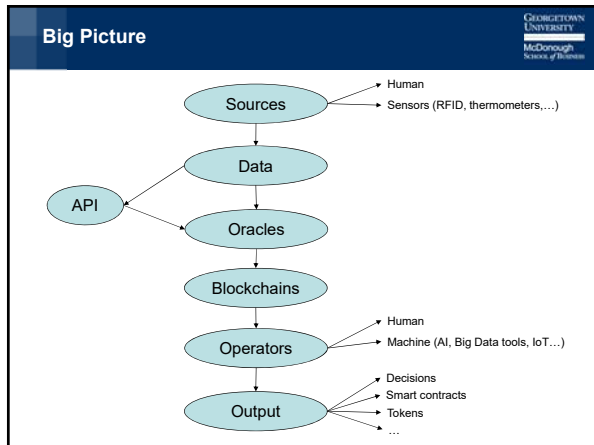 Big Picture
GEORGETOWN
UNIVERSITY
McDonough
SCHOOL of BUSINESS
Sources
Human
Sensors (RFID, thermometers,…)
Data
API
Oracles
Blockchains
Operators
Human
Machine (AI, Big Data tools, IoT…)
Output
Decisions
Smart contracts
Tokens
…